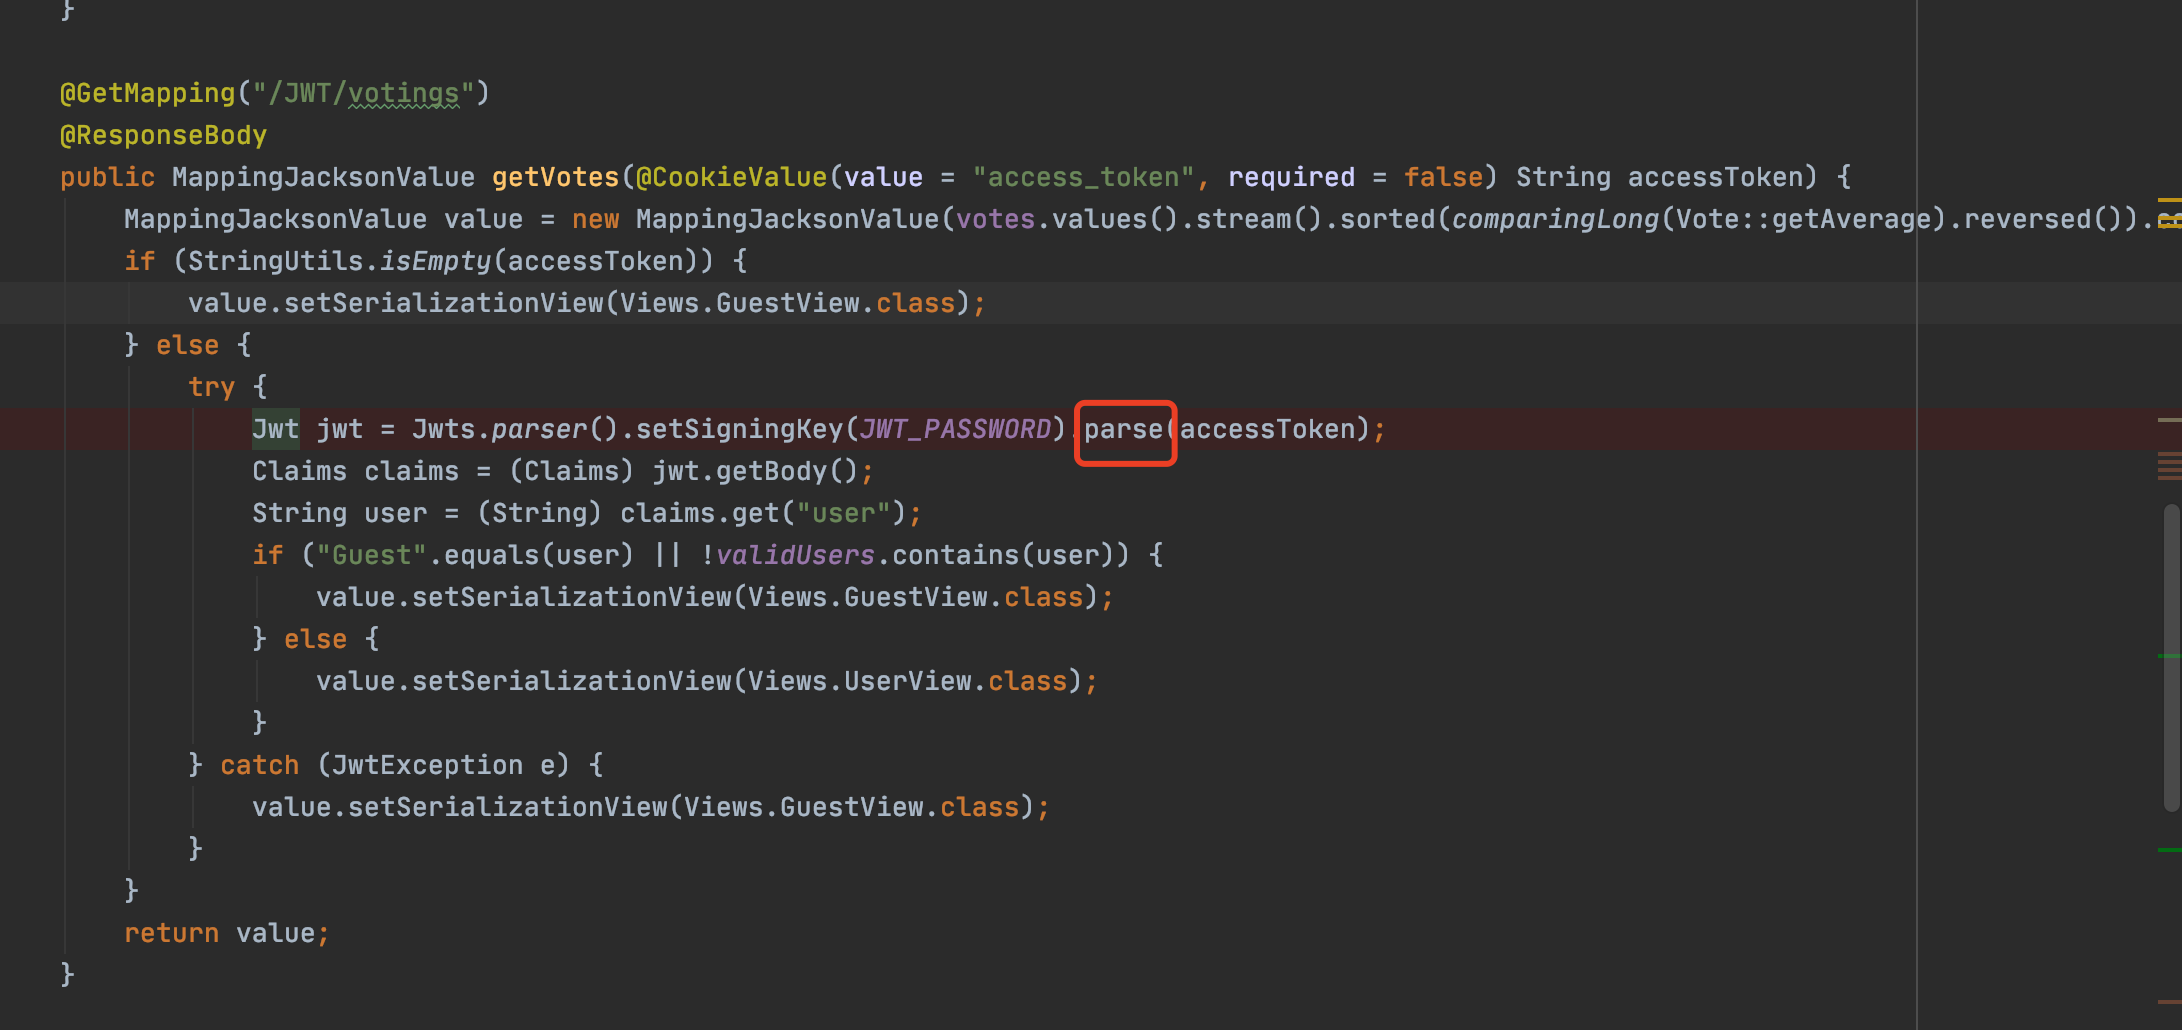 }
@GetMapping("/JWT/votings")
@ResponseBody
public MappingJacksonValue getVotes(@CookieValue(value = "access_token", required = false) String accessToken) {
MappingJacksonValue value = new MappingJacksonValue(votes.values().stream().sorted(comparingLong(Vote::getAverage).reversed()).
if (StringUtils.isEmpty(accessToken)) {
value.setSerializationView(Views.GuestView.class);
} else {
try {
Jwt jwt = Jwts.parser().setSigningKey(JWT_PASSWORD) parse(accessToken);
Claims claims = (Claims) jwt.getBody();
String user = (String) claims.get("user");
if ("Guest".equals(user) || !validUsers.contains(user)) {
value.setSerializationView(Views.GuestView.class);
} else {
value.setSerializationView(Views.UserView.class);
}
} catch (JwtException e) {
value.setSerializationView(Views.GuestView.class);
}
}
return value;
}